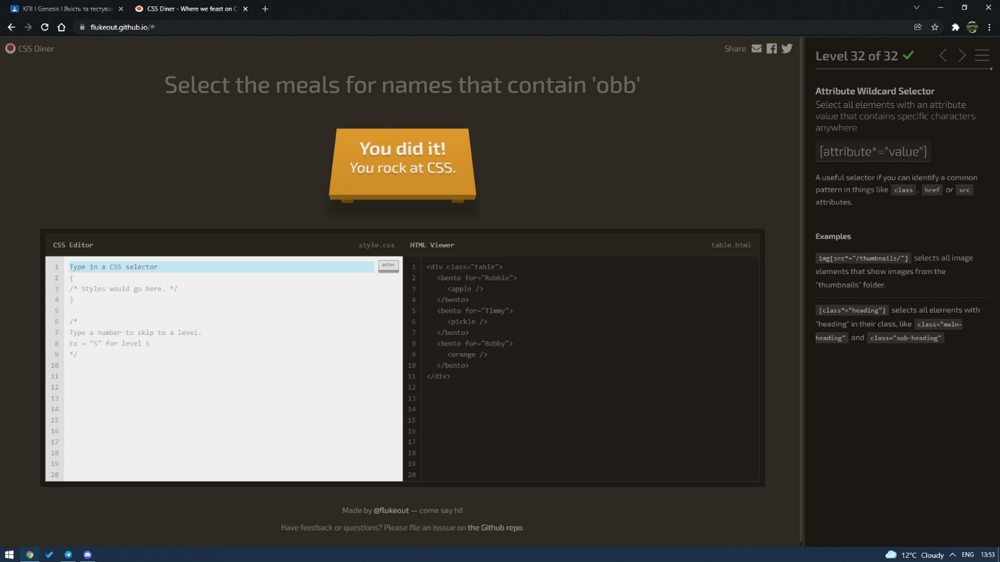 КПІ I Genesis I Якість та тестуван
CSS Diner - Where we feast on C
flukeout.github.io/#
CSS Diner
Share
Select the meals for names that contain 'obb'
You did it!
You rock at CSS.
CSS Editor
style.css
HTML Viewer
table.html
1 Type in a CSS selector
enter
2 {
3 /* Styles would go here. */
4 }
5
6 /*
7 Type a number to skip to a level.
8 Ex → "5" for level 5
9 */
10
11
12
13
14
15
16
17
18
19
20
1 <div class="table">
2 <bento for="Robbie">
3 <apple />
4 </bento>
5 <bento for="Timmy">
6 <pickle />
7 </bento>
8 <bento for="Bobby">
9 <orange />
10 </bento>
11 </div>
12
13
14
15
16
17
18
19
20
Made by @flukeout — come say hi!
Have feedback or questions? Please file an isssue on the Github repo.
Level 32 of 32
Attribute Wildcard Selector
Select all elements with an attribute
value that contains specific characters
anywhere
[attribute*="value"]
A useful selector if you can identify a common
pattern in things like class, href or src
attributes.
Examples
img[src*="/thumbnails/"] selects all image
elements that show images from the
"thumbnails" folder.
[class*="heading"] selects all elements with
"heading" in their class, like class="main-
heading" and class="sub-heading"
12°C Cloudy
ENG
13:53